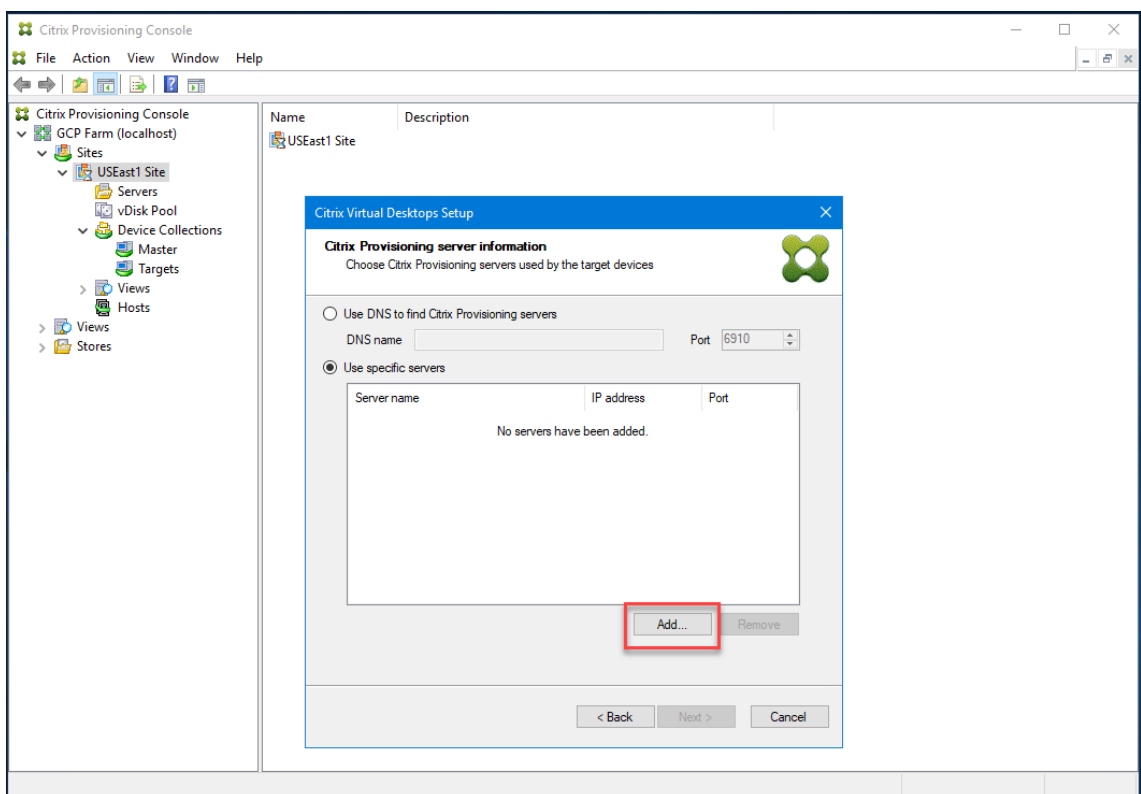 Citrix Provisioning Console
File Action View Window Help
Citrix Provisioning Console
GCP Farm (localhost)
Sites
USEast1 Site
Servers
vDisk Pool
Device Collections
Master
Targets
Views
Hosts
Views
Stores
Name Description
USEast1 Site
Citrix Virtual Desktops Setup
Citrix Provisioning server information
Choose Citrix Provisioning servers used by the target devices
Use DNS to find Citrix Provisioning servers
DNS name Port 6910
Use specific servers
Server name IP address Port
No servers have been added.
Add... Remove
< Back Next > Cancel